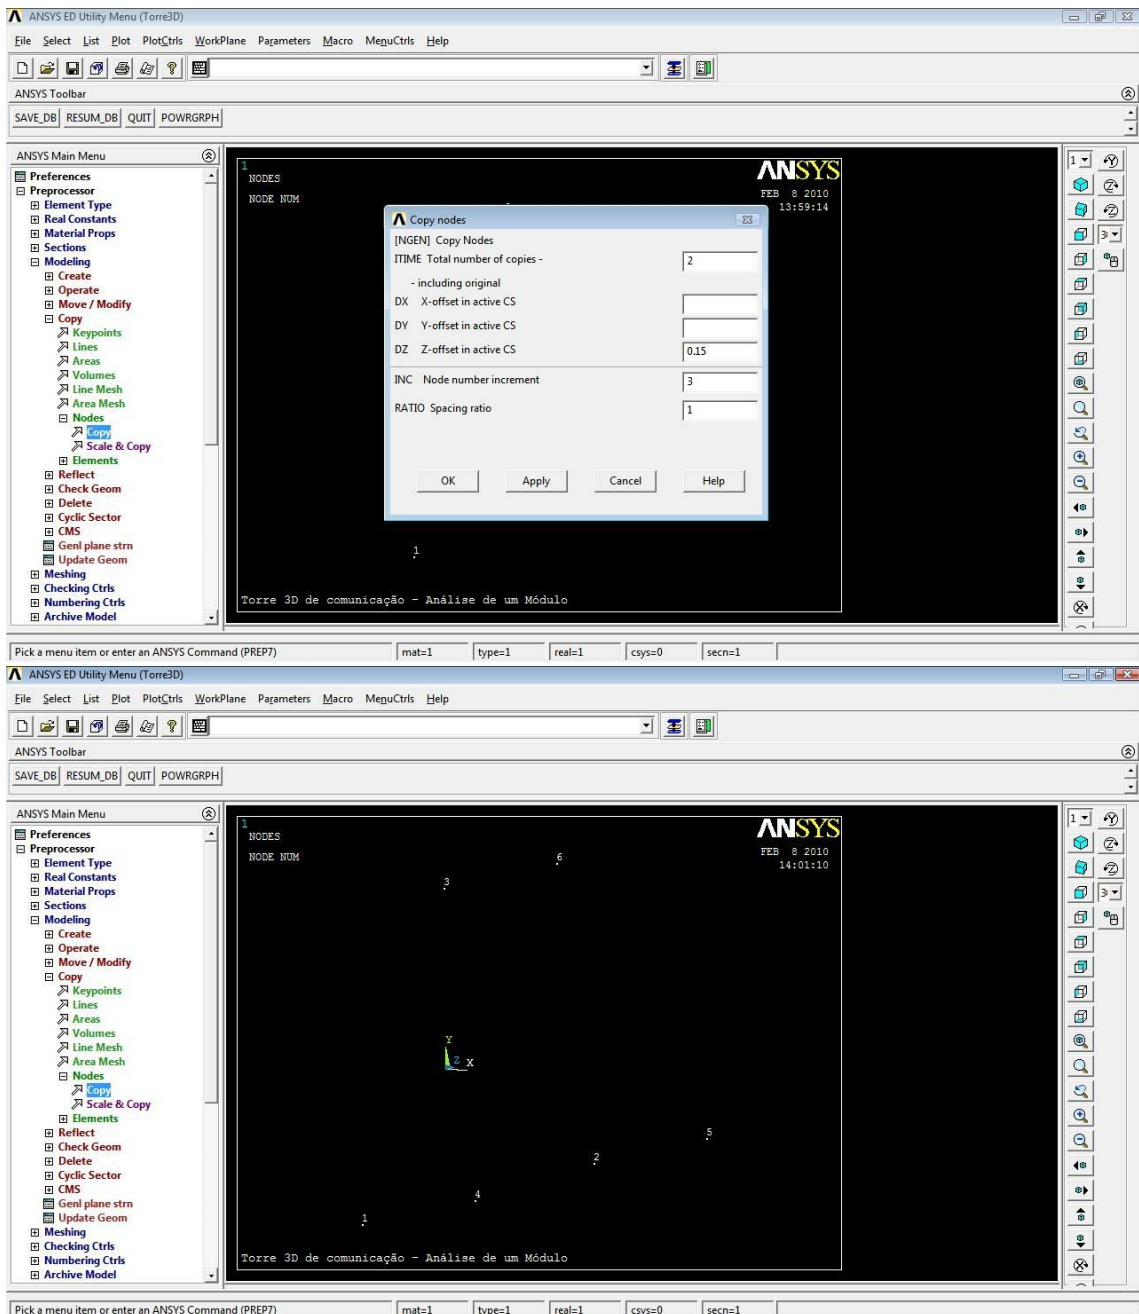 ANSYS ED Utility Menu (Torre3D)
File Select List Plot PlotCtrls WorkPlane Parameters Macro MenuCtrls Help
ANSYS Toolbar
SAVE_DB RESUM_DB QUIT POWRGRPH
ANSYS Main Menu
Preferences
Preprocessor
Element Type
Real Constants
Material Props
Sections
Modeling
Create
Operate
Move / Modify
Copy
Keypoints
Lines
Areas
Volumes
Line Mesh
Area Mesh
Nodes
Copy
Scale & Copy
Elements
Reflect
Check Geom
Delete
Cyclic Sector
CMS
Genl plane strn
Update Geom
Meshing
Checking Ctrls
Numbering Ctrls
Archive Model
1
NODES
NODE NUM
ANSYS
FEB 8 2010
13:59:14
Copy nodes
[NGEN] Copy Nodes
ITIME Total number of copies - 2
- including original
DX X-offset in active CS
DY Y-offset in active CS
DZ Z-offset in active CS 0.15
INC Node number increment 3
RATIO Spacing ratio 1
OK Apply Cancel Help
1
Torre 3D de comunicação - Análise de um Módulo
1
Pick a menu item or enter an ANSYS Command (PREP7) mat=1 type=1 real=1 csys=0 secn=1
ANSYS ED Utility Menu (Torre3D)
File Select List Plot PlotCtrls WorkPlane Parameters Macro MenuCtrls Help
ANSYS Toolbar
SAVE_DB RESUM_DB QUIT POWRGRPH
ANSYS Main Menu
Preferences
Preprocessor
Element Type
Real Constants
Material Props
Sections
Modeling
Create
Operate
Move / Modify
Copy
Keypoints
Lines
Areas
Volumes
Line Mesh
Area Mesh
Nodes
Copy
Scale & Copy
Elements
Reflect
Check Geom
Delete
Cyclic Sector
CMS
Genl plane strn
Update Geom
Meshing
Checking Ctrls
Numbering Ctrls
Archive Model
1
NODES
NODE NUM
ANSYS
FEB 8 2010
14:01:10
6
3
Y
Z X
5
2
4
1
Torre 3D de comunicação - Análise de um Módulo
1
Pick a menu item or enter an ANSYS Command (PREP7) mat=1 type=1 real=1 csys=0 secn=1